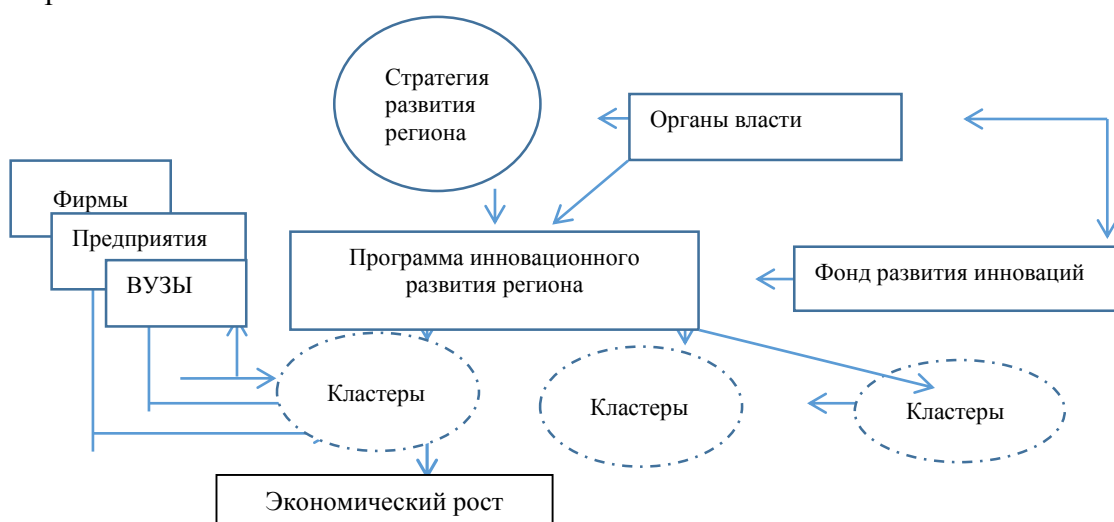 Стратегия
развития
региона
Органы власти
Фирмы
Предприятия
ВУЗЫ
Программа инновационного
развития региона
Фонд развития инноваций
Кластеры
Кластеры
Кластеры
Экономический рост